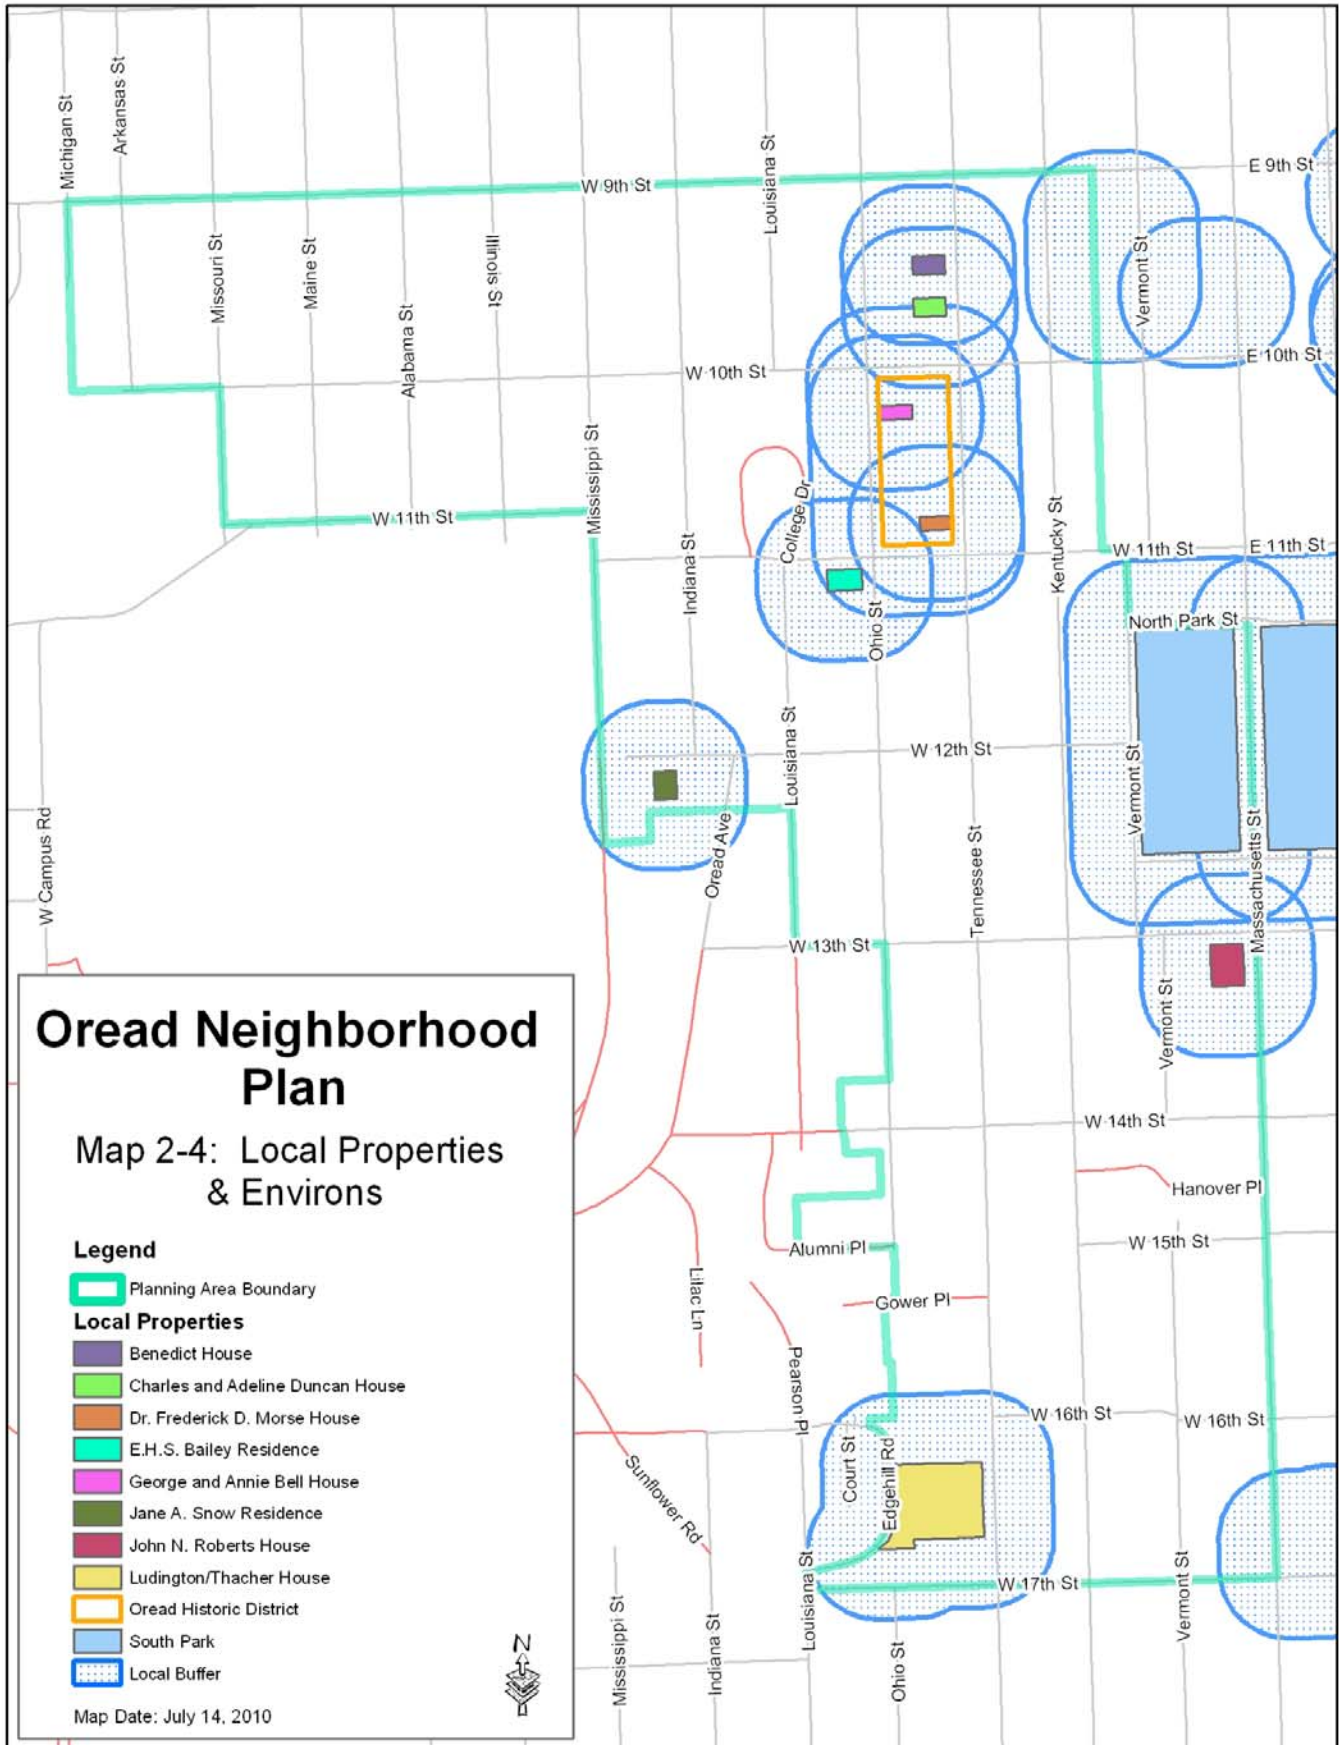 Michigan St
Arkansas St
Louisiana St
W 9th St
E 9th St
Missouri St
Maine St
Illinois St
Alabama St
Vermont St
W 10th St
E 10th St
Mississippi St
W 11th St
College Dr
Indiana St
Kentucky St
W 11th St
E 11th St
Ohio St
North Park St
Louisiana St
W 12th St
Vermont St
W Campus Rd
Oread Ave
Tennessee St
Massachusetts St
W 13th St
Vermont St
W 14th St
Hanover Pl
Alumni Pl
W 15th St
Lilac Ln
Gower Pl
Pearson Pl
W 16th St
W 16th St
Court St
Edgehill Rd
Sunflower Rd
Louisiana St
W 17th St
Vermont St
Mississippi St
Indiana St
Ohio St
Oread Neighborhood
Plan
Map 2-4: Local Properties
& Environs
Legend
Planning Area Boundary
Local Properties
Benedict House
Charles and Adeline Duncan House
Dr. Frederick D. Morse House
E.H.S. Bailey Residence
George and Annie Bell House
Jane A. Snow Residence
John N. Roberts House
Ludington/Thacher House
Oread Historic District
South Park
Local Buffer
N
Map Date: July 14, 2010